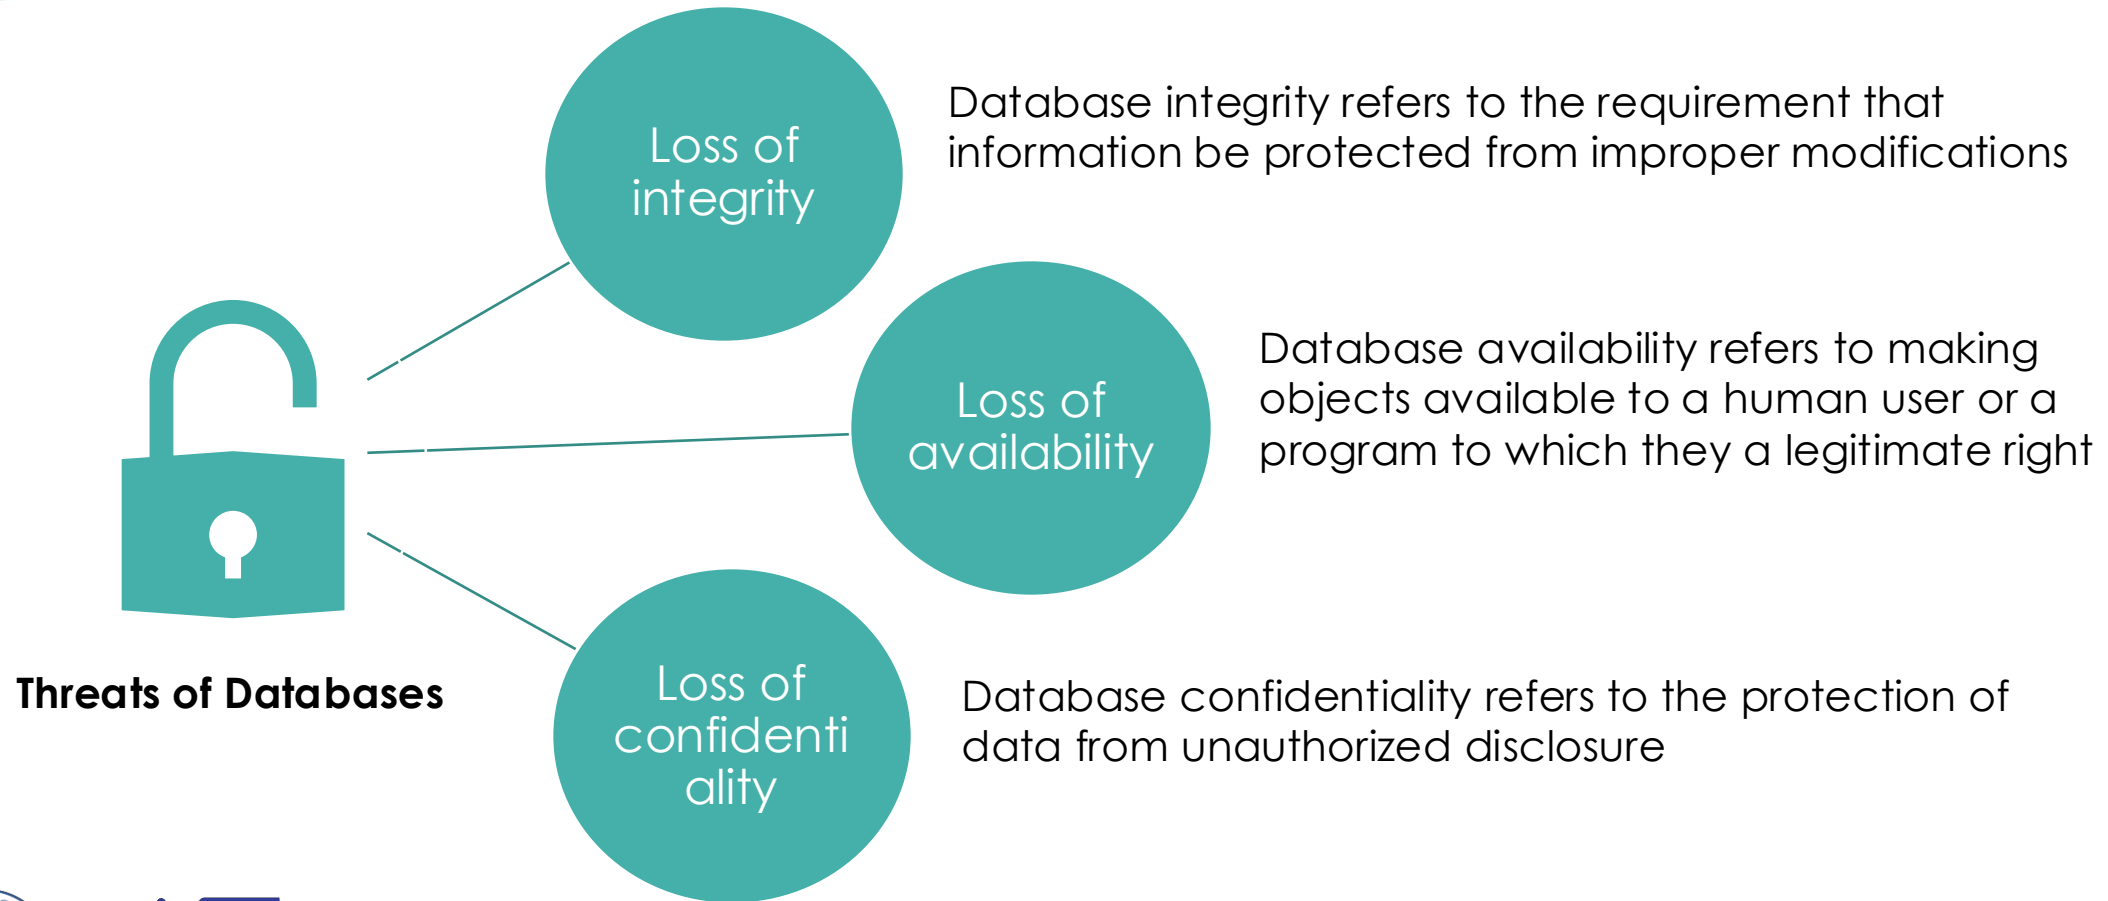 Loss of
integrity
Database integrity refers to the requirement that
information be protected from improper modifications
Loss of
availability
Database availability refers to making
objects available to a human user or a
program to which they a legitimate right
Threats of Databases
Loss of
confidenti
ality
Database confidentiality refers to the protection of
data from unauthorized disclosure